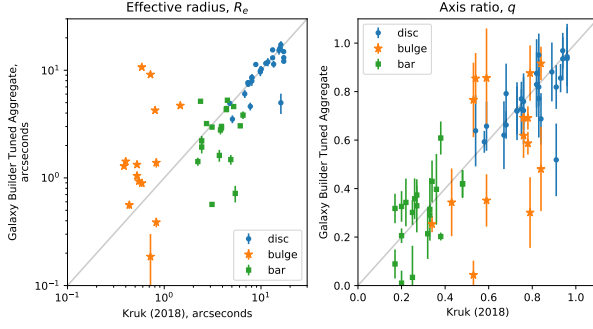 Effective radius, Rₑ
Galaxy Builder Tuned Aggregate,
arcseconds
10¹
10⁰
10⁻¹
10⁻¹
10⁰
10¹
Kruk (2018), arcseconds
disc
bulge
bar
Axis ratio, q
Galaxy Builder Tuned Aggregate
1.0
0.8
0.6
0.4
0.2
0.0
0.0
0.2
0.4
0.6
0.8
1.0
Kruk (2018)
disc
bulge
bar